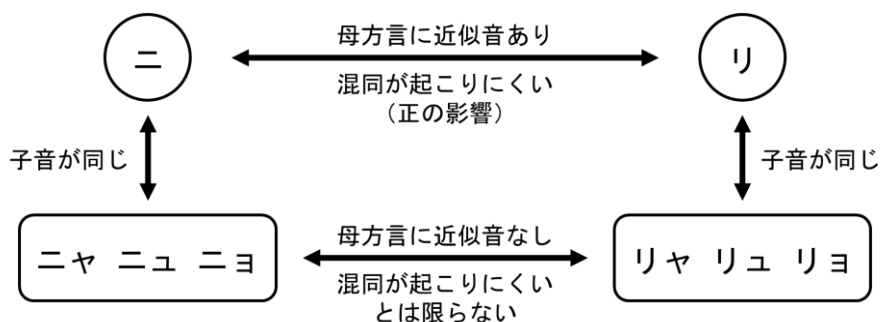 母方言に近似音あり
ニ
リ
混同が起こりにくい
（正の影響）
子音が同じ
子音が同じ
母方言に近似音なし
ニャ ニュ ニョ
リャ リュ リョ
混同が起こりにくい
とは限らない